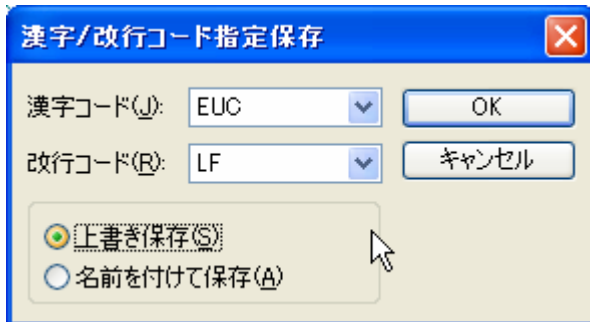 漢字/改行コード指定保存
漢字コード(J): EUC OK
改行コード(R): LF キャンセル
上書き保存(S)
名前を付けて保存(A)